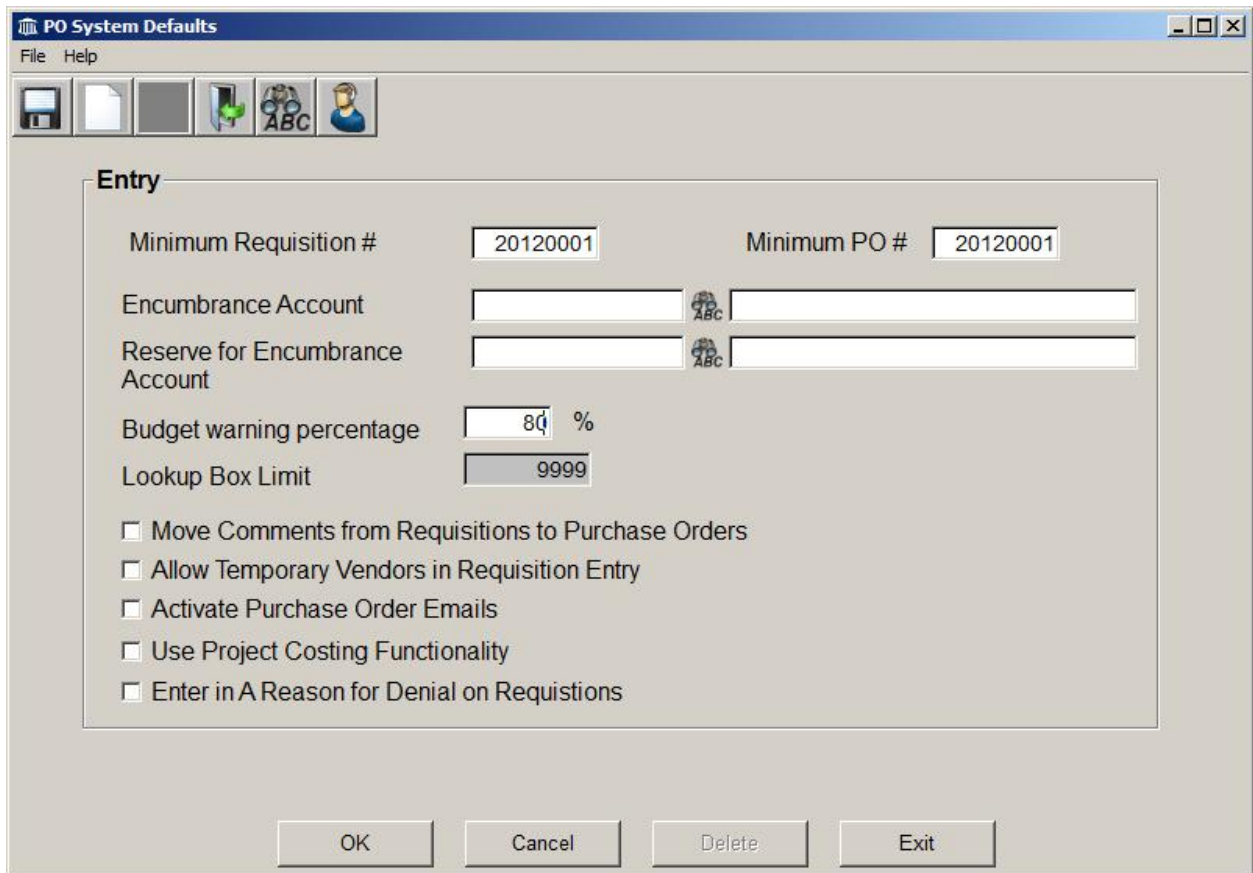 PO System Defaults
File Help
ABC
Entry
Minimum Requisition # 20120001 Minimum PO # 20120001
Encumbrance Account ABC
Reserve for Encumbrance ABC
Account
Budget warning percentage 80 %
Lookup Box Limit 9999
Move Comments from Requisitions to Purchase Orders
Allow Temporary Vendors in Requisition Entry
Activate Purchase Order Emails
Use Project Costing Functionality
Enter in A Reason for Denial on Requistions
OK Cancel Delete Exit